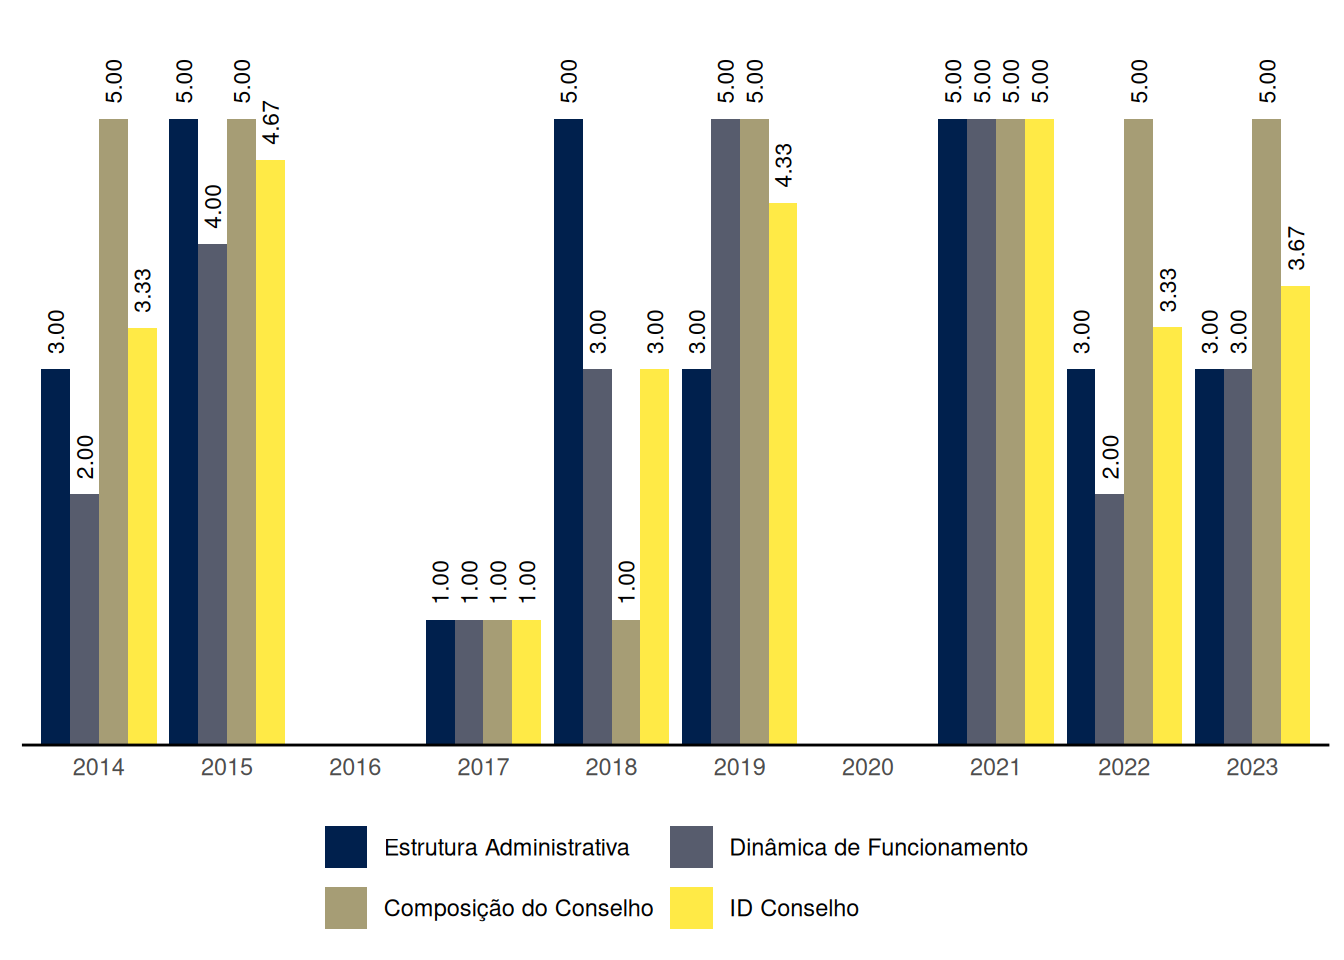 3.00 2.00 5.00 3.33 5.00 4.00 5.00 4.67 1.00 1.00 1.00 1.00 5.00 3.00 1.00 3.00 3.00 5.00 5.00 4.33 5.00 5.00 5.00 5.00 3.00 2.00 5.00 3.33 3.00 3.00 5.00 3.67
2014 2015 2016 2017 2018 2019 2020 2021 2022 2023
Estrutura Administrativa Dinâmica de Funcionamento
Composição do Conselho ID Conselho